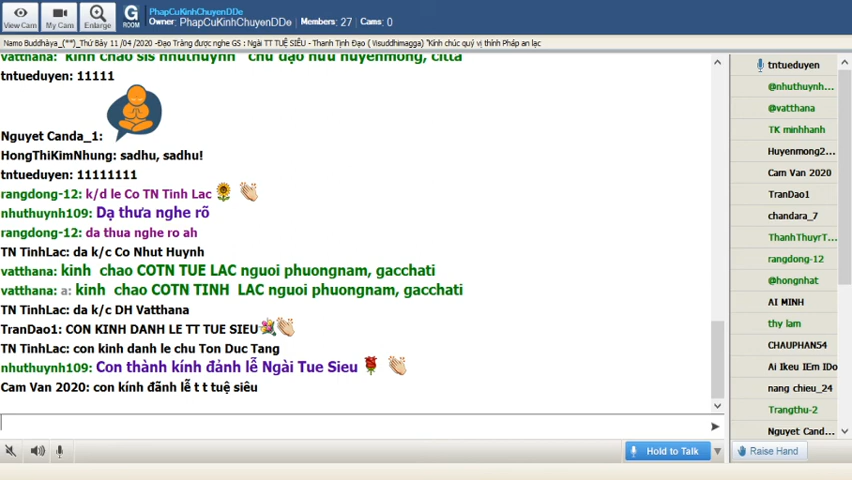 PhapCuKinhChuyenDDe
Owner: PhapCuKinhChuyenDDe Members: 27 Cams: 0
View Cam My Cam Enlarge G ROOM
Namo Buddhàya_(**)_Thứ Bảy 11 /04 /2020 -Đạo Tràng được nghe GS : Ngài TT TUỆ SIÊU - Thanh Tịnh Đạo ( Visuddhimagga) "Kính chúc quý vị thính Pháp an lạc
vatthana: kinh chao sis nhuthuynh chu đạo hưu huyenmong, citta
tntueduyen: 11111
Nguyet Canda_1:
HongThiKimNhung: sadhu, sadhu!
tntueduyen: 11111111
rangdong-12: k/d le Co TN Tinh Lac
nhuthuynh109: Dạ thưa nghe rõ
rangdong-12: da thua nghe ro ah
TN TinhLac: da k/c Co Nhut Huynh
vatthana: kinh chao COTN TUE LAC nguoi phuongnam, gacchati
vatthana: a: kinh chao COTN TINH LAC nguoi phuongnam, gacchati
TN TinhLac: da k/c DH Vatthana
TranDao1: CON KINH DANH LE TT TUE SIEU
TN TinhLac: con kinh danh le chu Ton Duc Tang
nhuthuynh109: Con thành kính đảnh lễ Ngài Tue Sieu
Cam Van 2020: con kính đãnh lễ t t tuệ siêu
Hold to Talk
Raise Hand
tntueduyen
@nhuthuynh...
@vatthana
TK minhhanh
Huyenmong2...
Cam Van 2020
TranDao1
chandara_7
ThanhThuyrT...
rangdong-12
@hongnhat
AI MINH
thy lam
CHAUPHAN54
Ai Ikeu IEm IDo
nang chieu_24
Trangthu-2
Nguyet Cand...